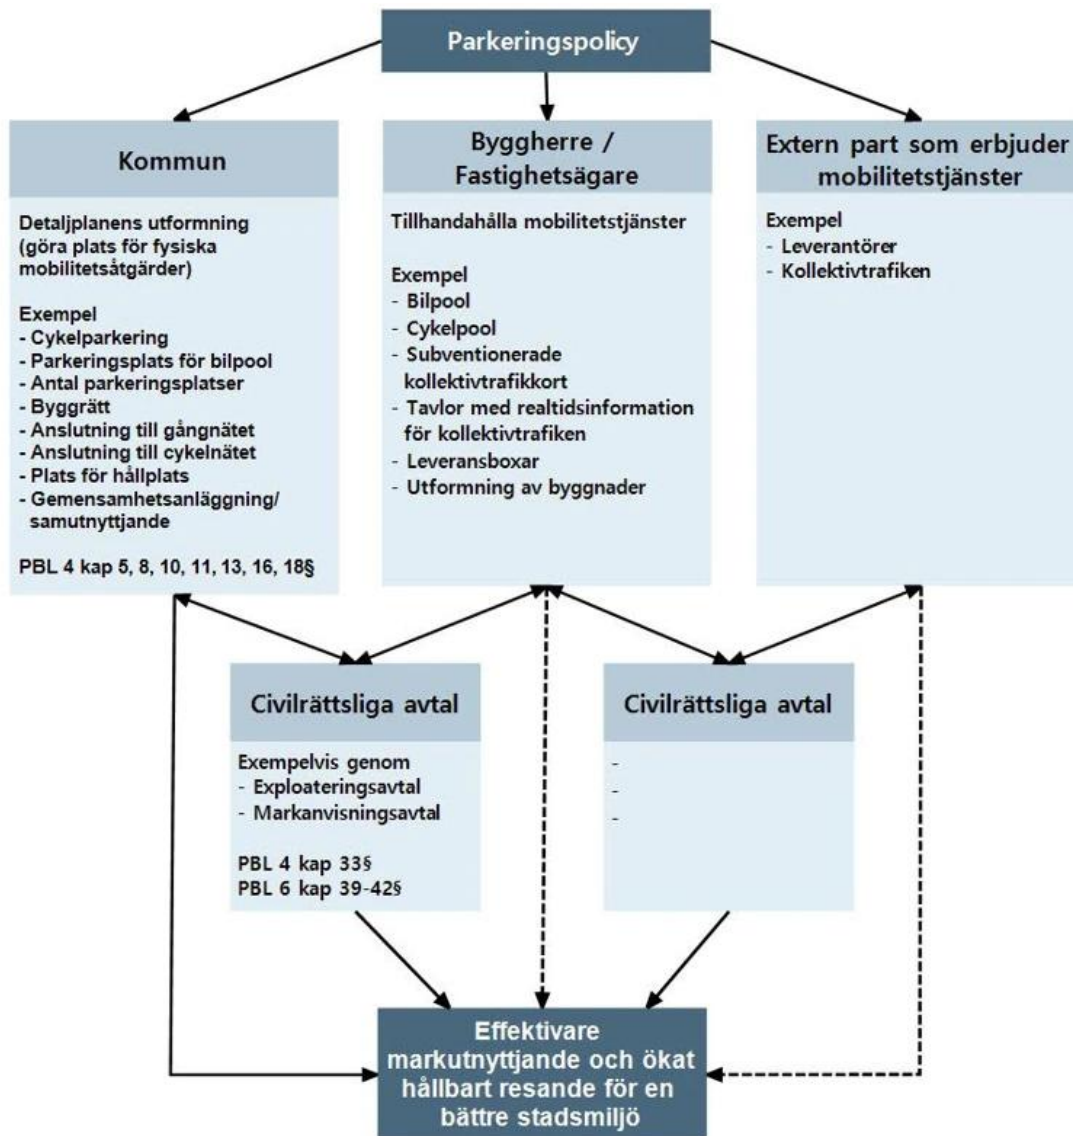 Parkeringspolicy
Kommun
Detaljplanens utformning
(göra plats för fysiska
mobilitetsåtgärder)
Exempel
- Cykelparkering
- Parkeringsplats för bilpool
- Antal parkeringsplatser
- Byggrätt
- Anslutning till gångnätet
- Anslutning till cykelnätet
- Plats för hållplats
- Gemensamhetsanläggning/
samutnyttjande
PBL 4 kap 5, 8, 10, 11, 13, 16, 18§
Byggherre /
Fastighetsägare
Tillhandahålla mobilitetstjänster
Exempel
- Bilpool
- Cykelpool
- Subventionerade
kollektivtrafikkort
- Tavlor med realtidsinformation
för kollektivtrafiken
- Leveransboxar
- Utformning av byggnader
Extern part som erbjuder
mobilitetstjänster
Exempel
- Leverantörer
- Kollektivtrafiken
Civilrättsliga avtal
Exempelvis genom
- Exploateringsavtal
- Markanvisningsavtal
PBL 4 kap 33§
PBL 6 kap 39-42§
Civilrättsliga avtal
-
-
-
Effektivare
markutnyttjande och ökat
hållbart resande för en
bättre stadsmiljö